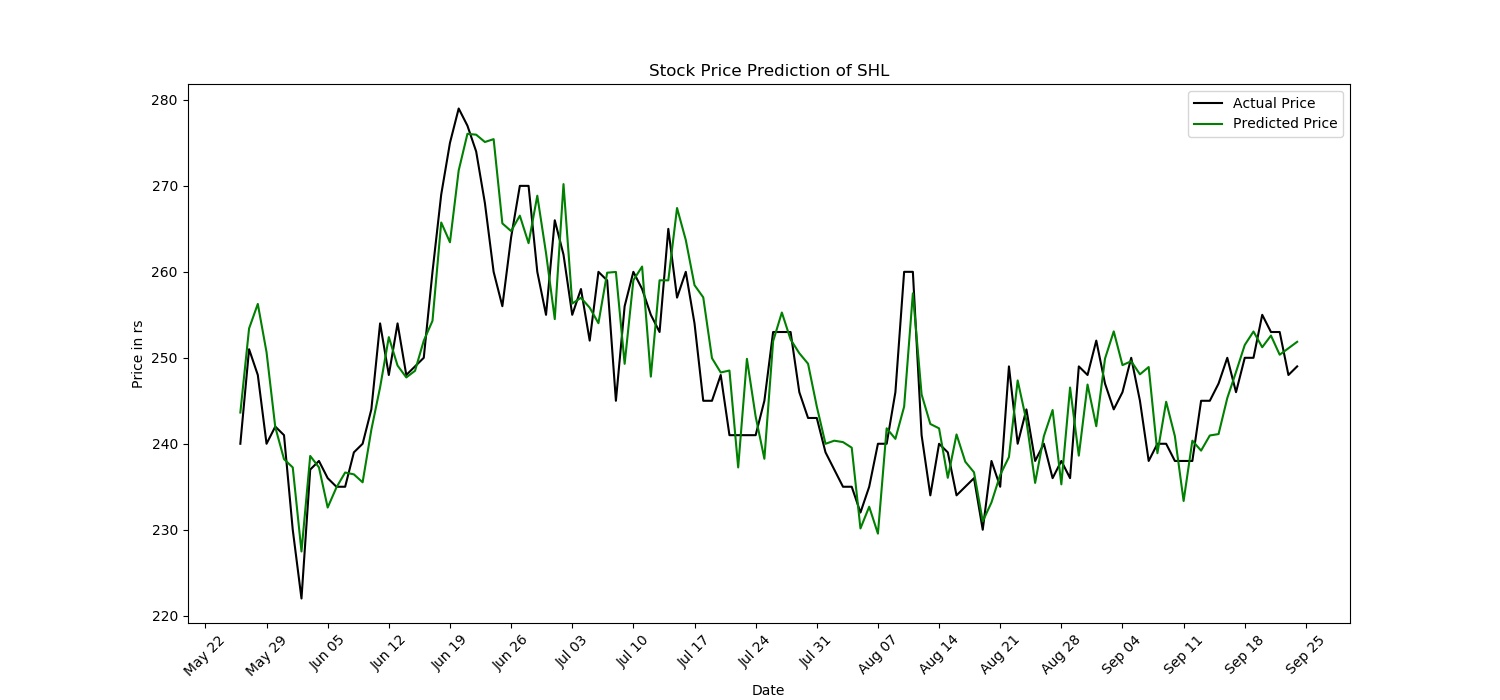 Stock Price Prediction of SHL
Actual Price
Predicted Price
280
270
260
250
240
230
220
Price in rs
May 22
May 29
Jun 05
Jun 12
Jun 19
Jun 26
Jul 03
Jul 10
Jul 17
Jul 24
Jul 31
Aug 07
Aug 14
Aug 21
Aug 28
Sep 04
Sep 11
Sep 18
Sep 25
Date